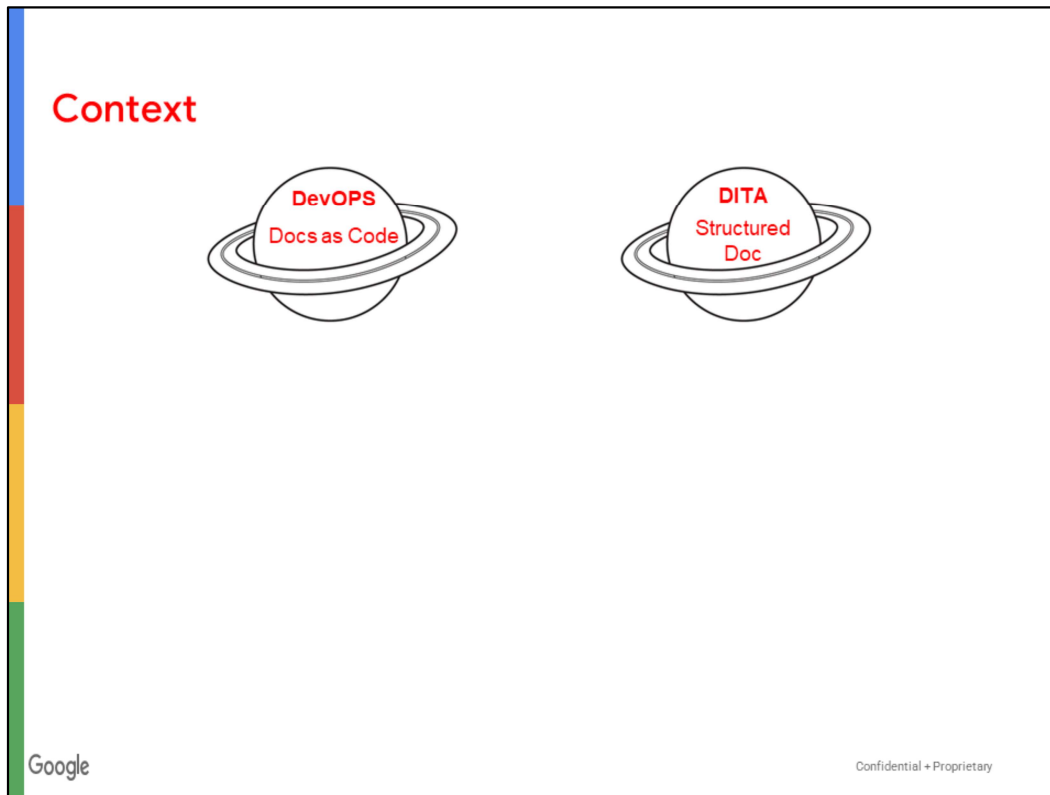 Context
DevOPS
Docs as Code
DITA
Structured
Doc
Google
Confidential + Proprietary